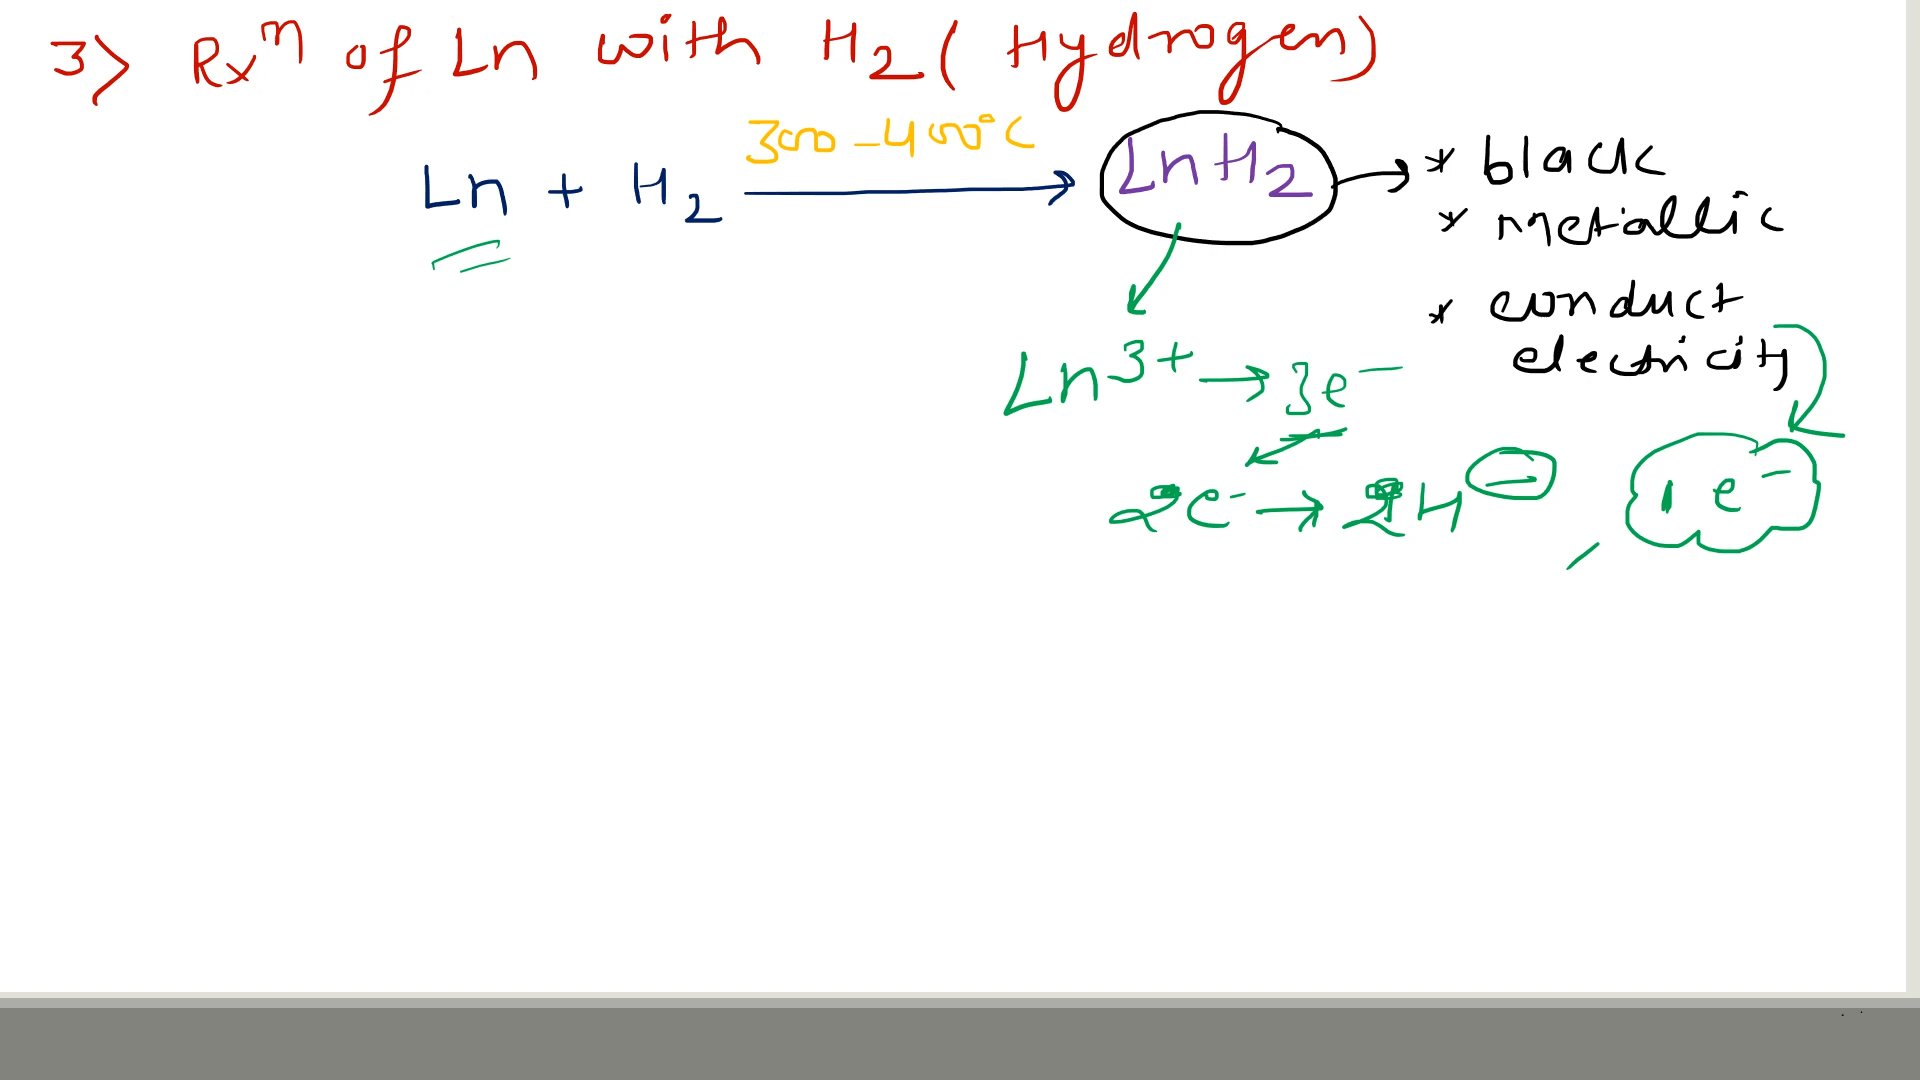 3> Rxⁿ of Ln with H₂ (Hydrogen)
Ln + H₂ → LnH₂
300-400°C
* black
* metallic
* conduct
electricity
Ln³⁺ → 3e⁻
2e⁻ → 2H⁻, 1e⁻